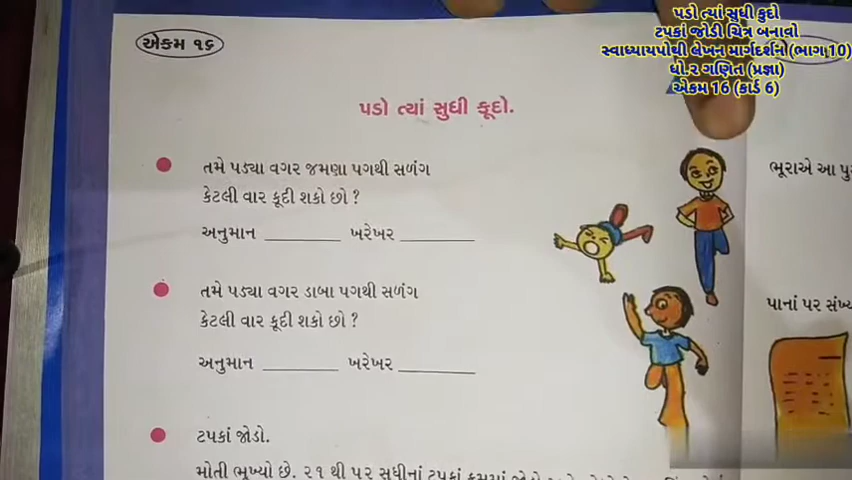 પડો ત્યાં સુધી કુદો
ટપકાં જોડી ચિત્ર બનાવો
સ્વાધ્યાયપોથી લેખન માર્ગદર્શન (ભાગ 10)
ધો.૨ ગણિત (પ્રજ્ઞા)
એકમ 16 (કાર્ડ 6)
એકમ ૧૬
પડો ત્યાં સુધી કૂદો.
તમે પડ્યા વગર જમણા પગથી સળંગ
કેટલી વાર કૂદી શકો છો ?
અનુમાન ________ ખરેખર ________
તમે પડ્યા વગર ડાબા પગથી સળંગ
કેટલી વાર કૂદી શકો છો ?
અનુમાન ________ ખરેખર ________
ટપકાં જોડો.
મોતી ભૂખ્યો છે. ૨૧ થી ૫૨ સુધીનાં ટપકાં
ભૂરાએ આ
પાનાં પર